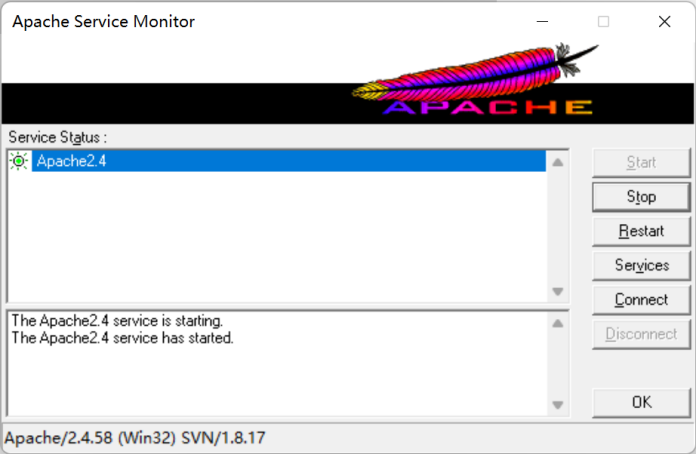 Apache Service Monitor
APACHE
Service Status :
Apache2.4
Start
Stop
Restart
Services
Connect
Disconnect
The Apache2.4 service is starting.
The Apache2.4 service has started.
OK
Apache/2.4.58 (Win32) SVN/1.8.17